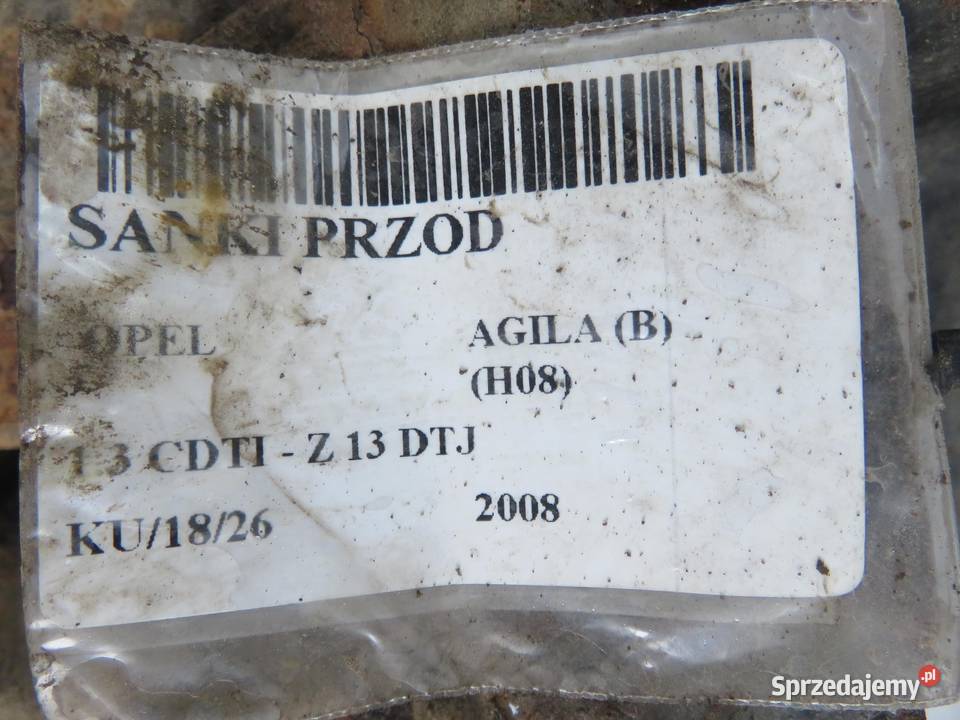 SANKI PRZOD
OPEL AGILA (B)
(H08)
1.3 CDTI - Z 13 DTJ
KU/18/26 2008
Sprzedajemy.pl